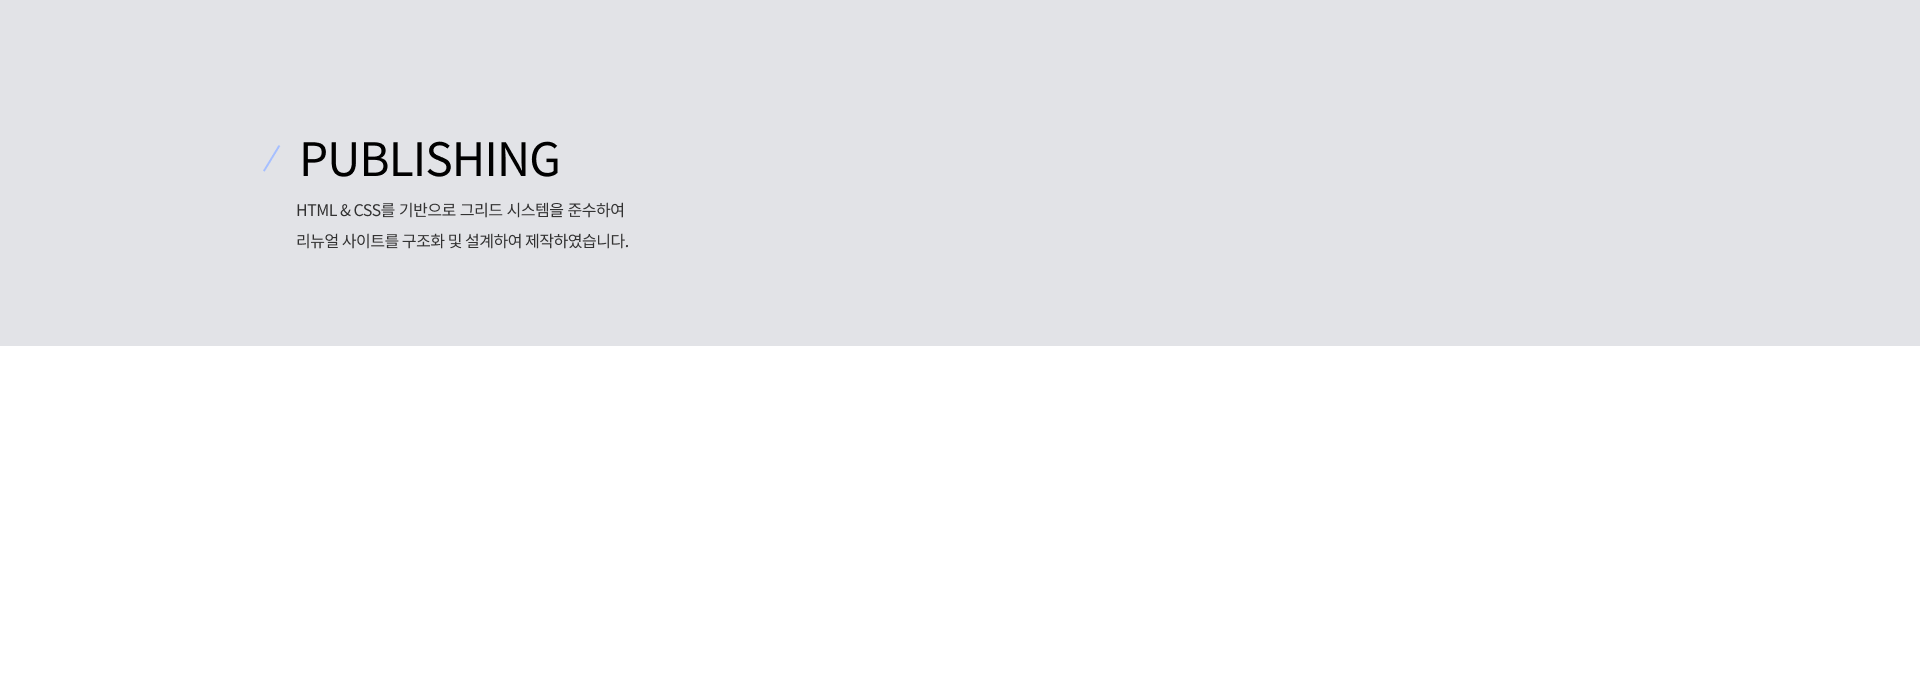 / PUBLISHING
HTML & CSS를 기반으로 그리드 시스템을 준수하여
리뉴얼 사이트를 구조화 및 설계하여 제작하였습니다.